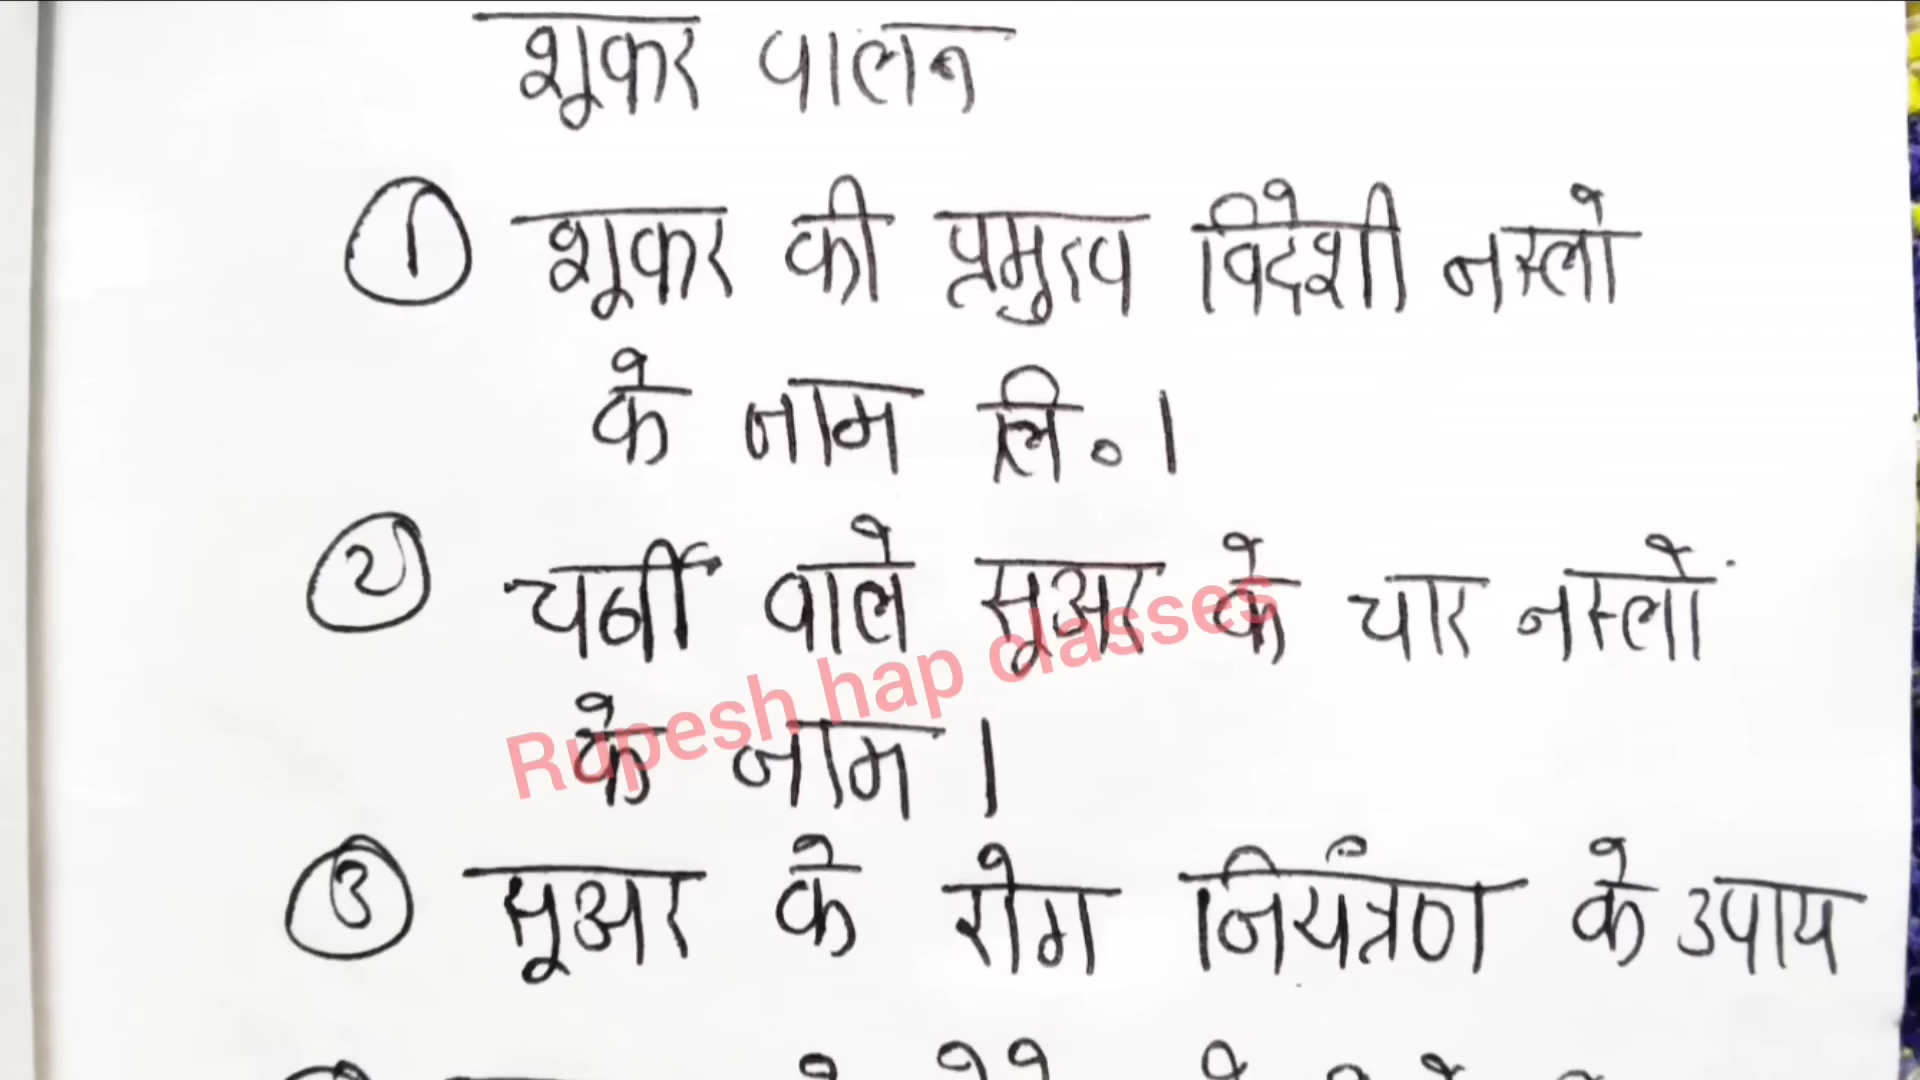 शूकर पालन
① शूकर की प्रमुख विदेशी नस्लो
के नाम लि०।
② चर्बी वाले सूअर के चार नस्लों
के नाम।
Rupesh hap classes
③ सूअर के रोग नियंत्रण के उपाय